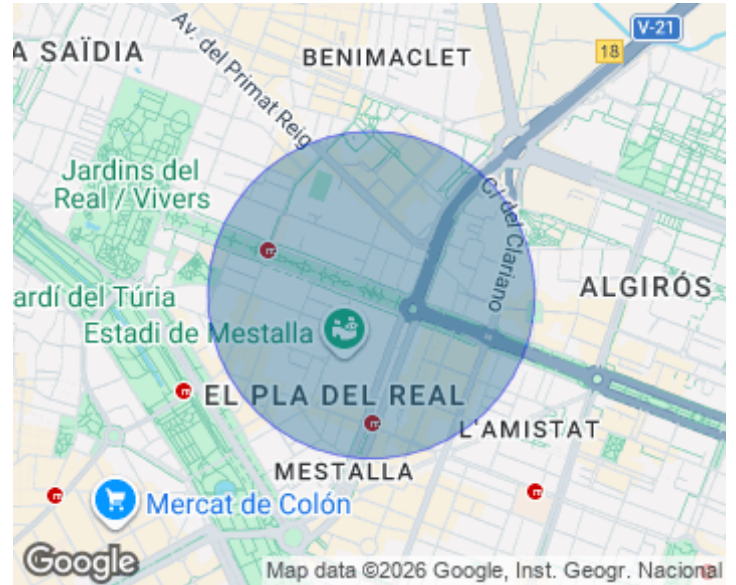 V-21
A SAÏDIA
BENIMACLET
18
Av. del Primat Reig
Jardins del
Real / Vivers
C/ del Clariano
ALGIRÓS
ardí del Túria
Estadi de Mestalla
EL PLA DEL REAL
L'AMISTAT
MESTALLA
Mercat de Colón
Google
Map data ©2026 Google, Inst. Geogr. Nacional